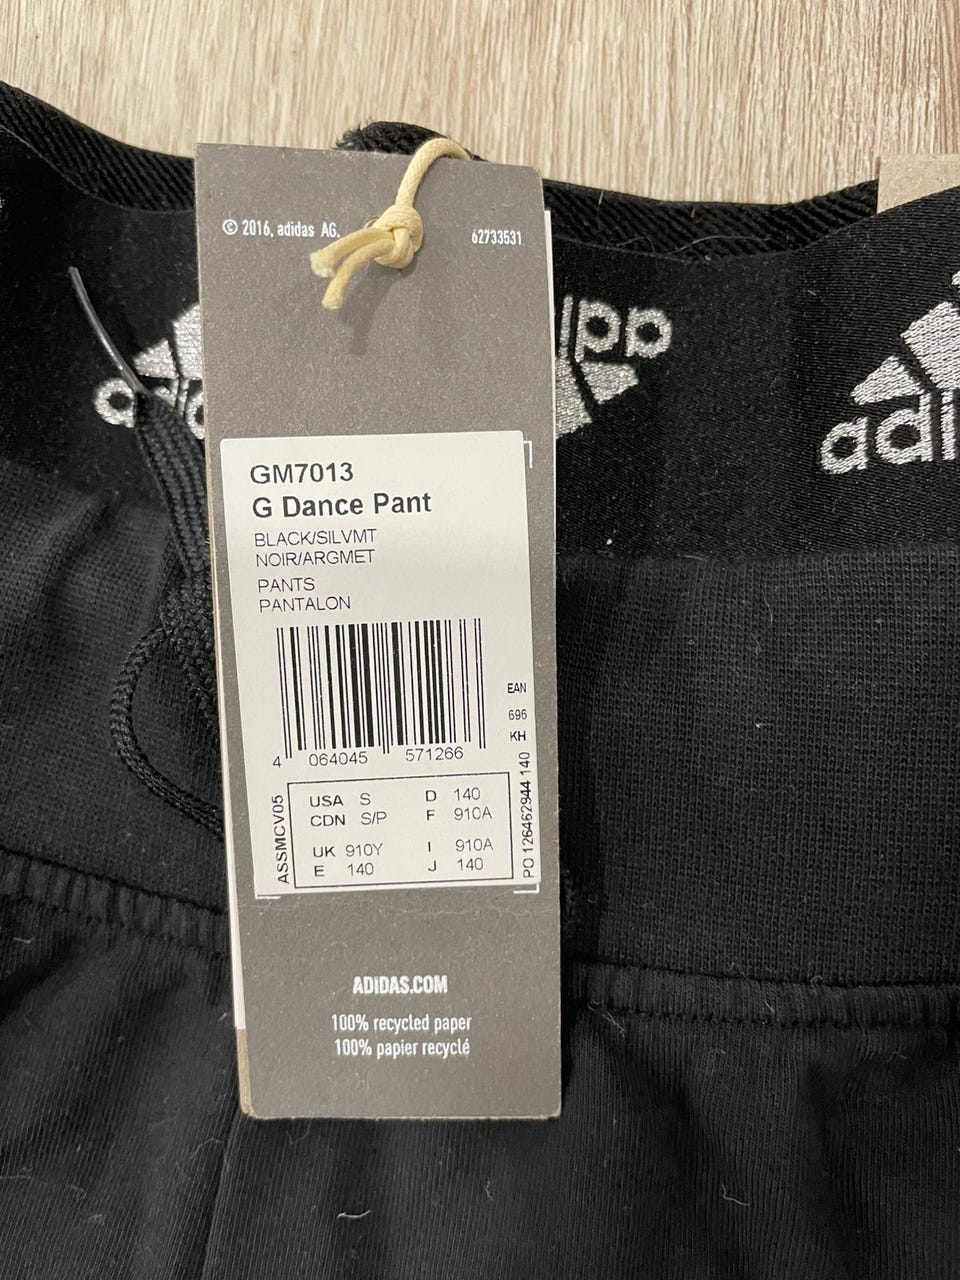 © 2016, adidas AG.
62733531
adidas
adi
GM7013
G Dance Pant
BLACK/SILVMT
NOIR/ARGMET
PANTS
PANTALON
EAN
696
KH
4 064045 571266
ASSMCV05
PO 126462944 140
USA S D 140
CDN S/P F 910A
UK 910Y I 910A
E 140 J 140
ADIDAS.COM
100% recycled paper
100% papier recyclé